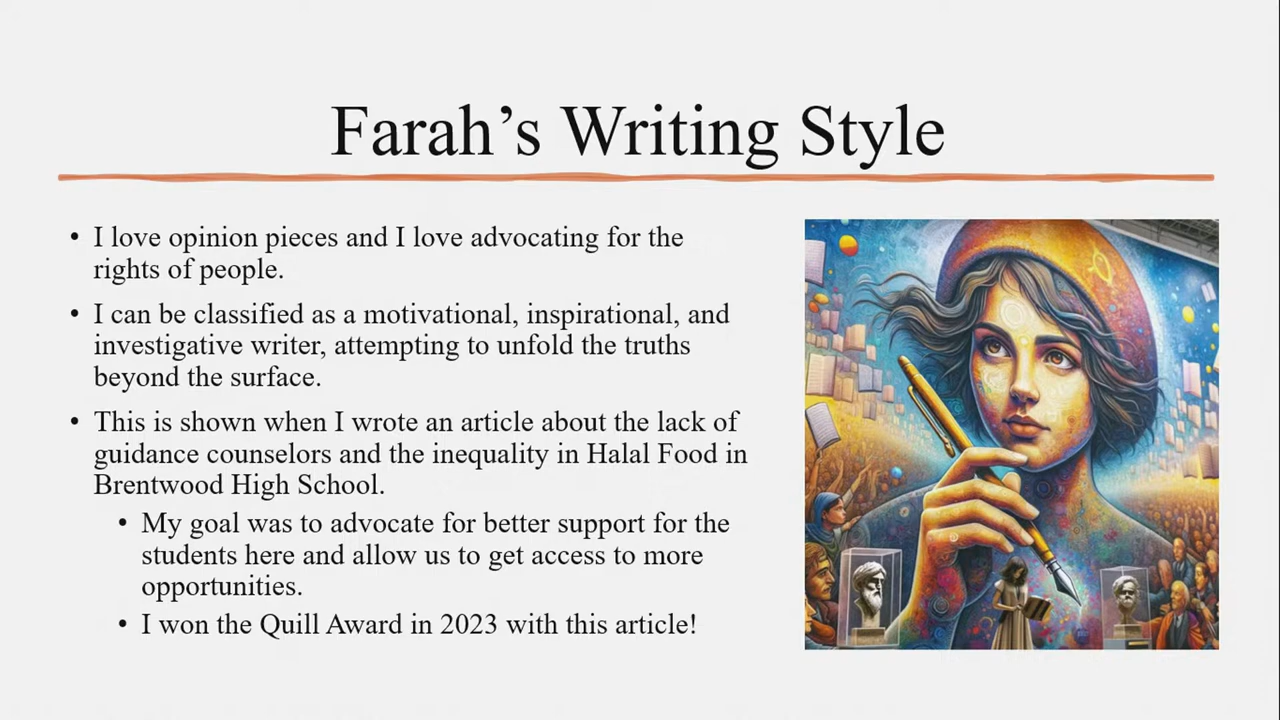 Farah’s Writing Style
• I love opinion pieces and I love advocating for the
rights of people.
• I can be classified as a motivational, inspirational, and
investigative writer, attempting to unfold the truths
beyond the surface.
• This is shown when I wrote an article about the lack of
guidance counselors and the inequality in Halal Food in
Brentwood High School.
• My goal was to advocate for better support for the
students here and allow us to get access to more
opportunities.
• I won the Quill Award in 2023 with this article!